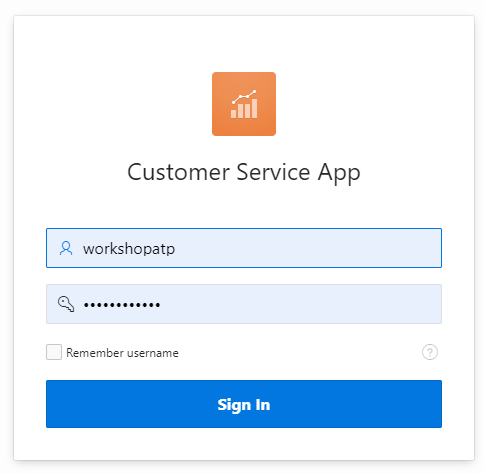 Customer Service App
workshopatp
••••••••••••
Remember username
?
Sign In